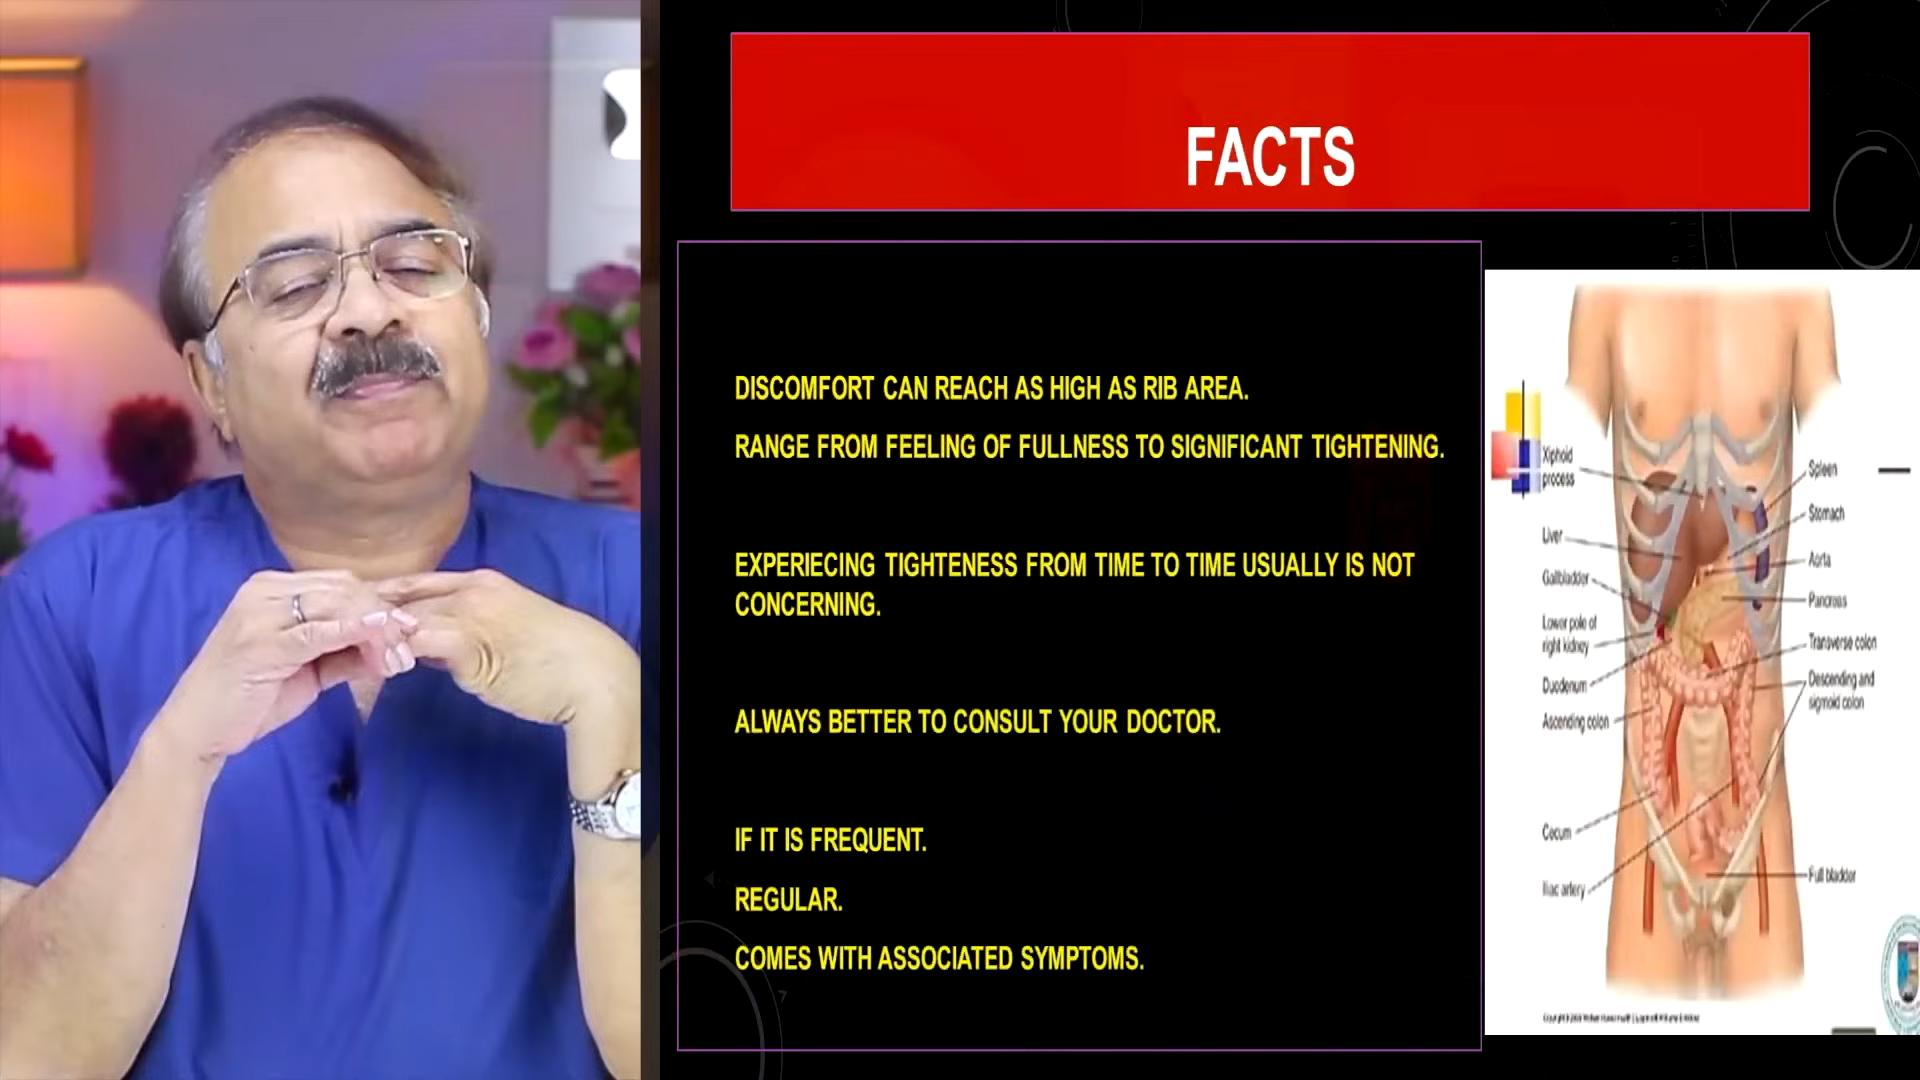 FACTS
DISCOMFORT CAN REACH AS HIGH AS RIB AREA.
RANGE FROM FEELING OF FULLNESS TO SIGNIFICANT TIGHTENING.
EXPERIECING TIGHTENESS FROM TIME TO TIME USUALLY IS NOT
CONCERNING.
ALWAYS BETTER TO CONSULT YOUR DOCTOR.
IF IT IS FREQUENT.
REGULAR.
COMES WITH ASSOCIATED SYMPTOMS.
Xiphoid
process
Liver
Gallbladder
Lower pole of
right kidney
Duodenum
Ascending colon
Cecum
Iliac artery
Spleen
Stomach
Aorta
Pancreas
Transverse colon
Descending and
sigmoid colon
Full bladder